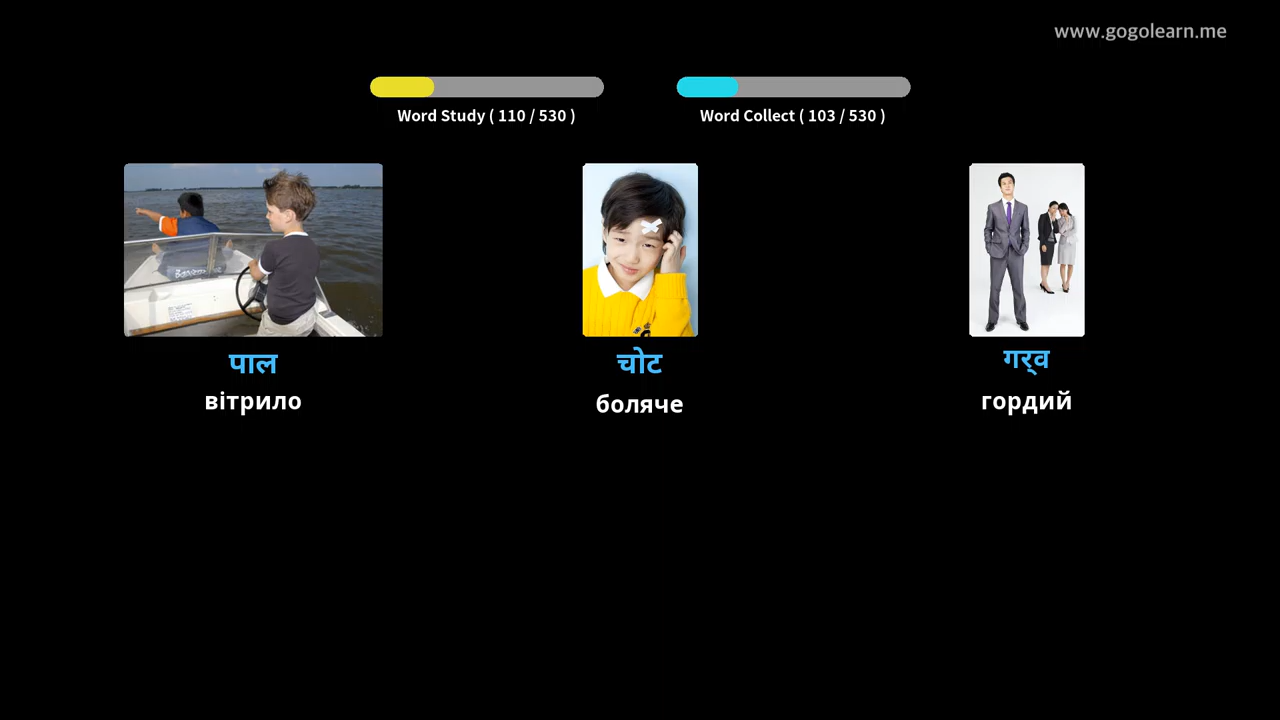 www.gogolearn.me
Word Study ( 110 / 530 )
Word Collect ( 103 / 530 )
पाल
चोट
गर्व
вітрило
боляче
гордий